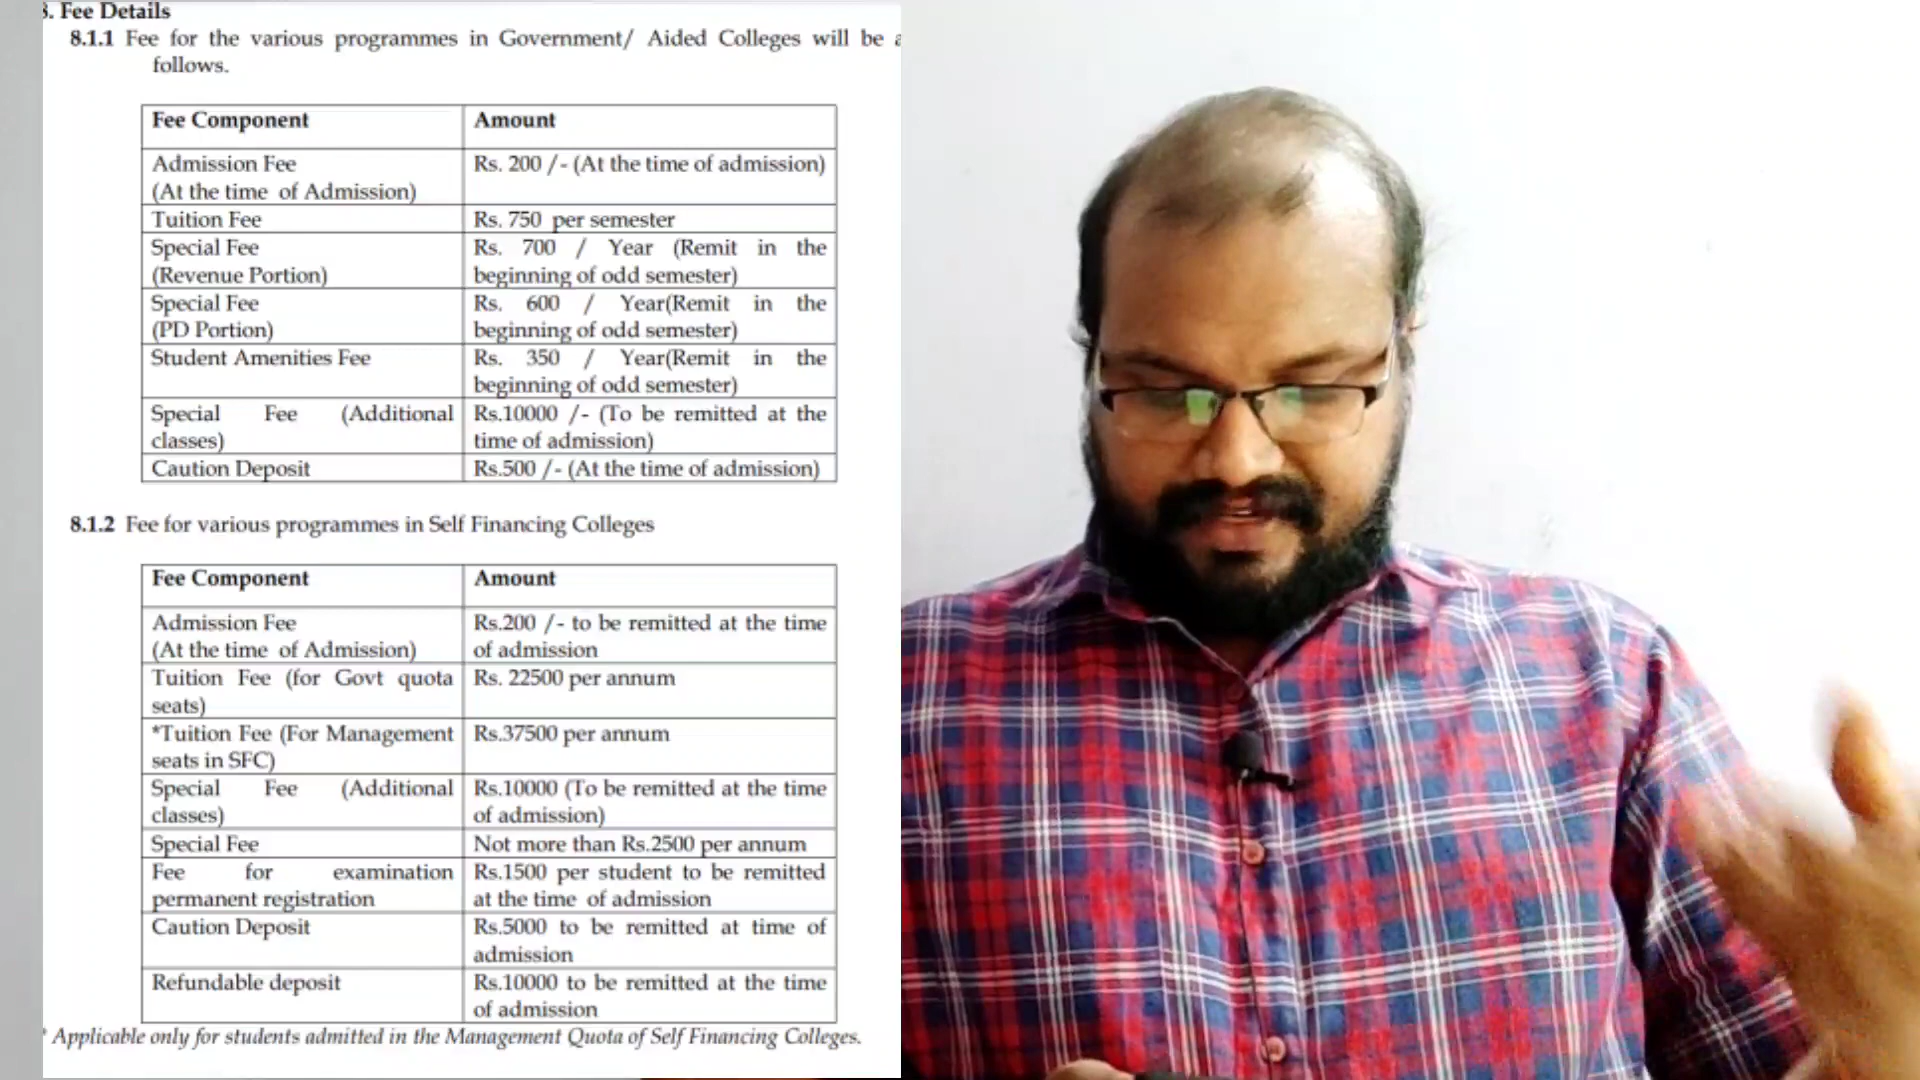 8. Fee Details
8.1.1 Fee for the various programmes in Government/ Aided Colleges will be
follows.
Fee Component Amount
Admission Fee Rs. 200 /- (At the time of admission)
(At the time of Admission)
Tuition Fee Rs. 750 per semester
Special Fee Rs. 700 / Year (Remit in the
(Revenue Portion) beginning of odd semester)
Special Fee Rs. 600 / Year(Remit in the
(PD Portion) beginning of odd semester)
Student Amenities Fee Rs. 350 / Year(Remit in the
beginning of odd semester)
Special Fee (Additional Rs.10000 /- (To be remitted at the
classes) time of admission)
Caution Deposit Rs.500 /- (At the time of admission)
8.1.2 Fee for various programmes in Self Financing Colleges
Fee Component Amount
Admission Fee Rs.200 /- to be remitted at the time
(At the time of Admission) of admission
Tuition Fee (for Govt quota Rs. 22500 per annum
seats)
*Tuition Fee (For Management Rs.37500 per annum
seats in SFC)
Special Fee (Additional Rs.10000 (To be remitted at the time
classes) of admission)
Special Fee Not more than Rs.2500 per annum
Fee for examination Rs.1500 per student to be remitted
permanent registration at the time of admission
Caution Deposit Rs.5000 to be remitted at time of
admission
Refundable deposit Rs.10000 to be remitted at the time
of admission
* Applicable only for students admitted in the Management Quota of Self Financing Colleges.